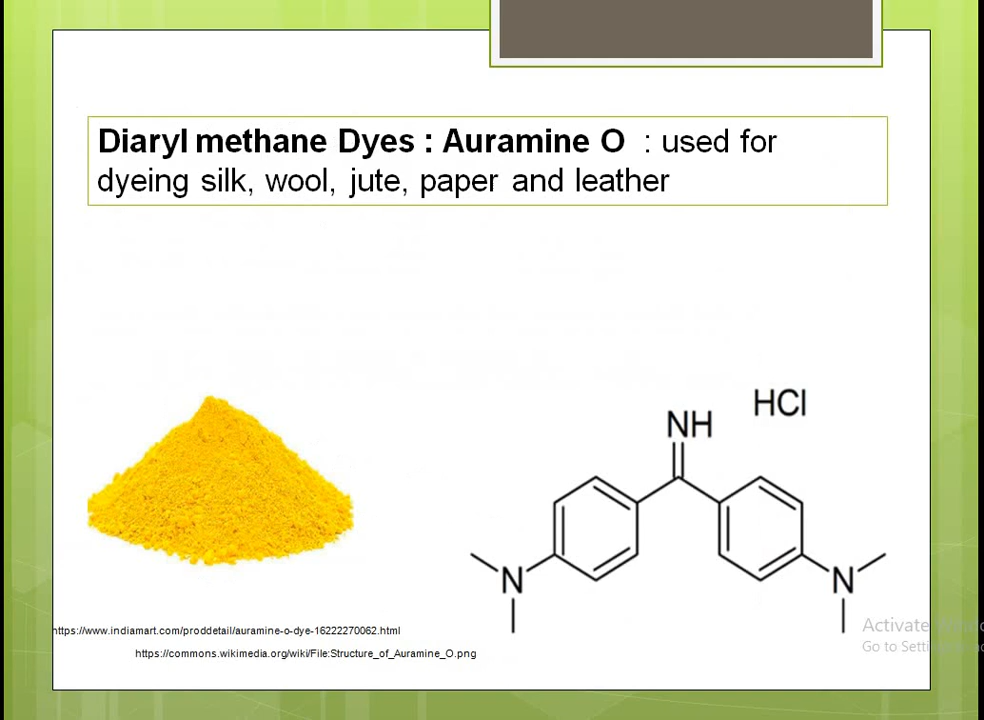 Diaryl methane Dyes : Auramine O : used for
dyeing silk, wool, jute, paper and leather
HCl
NH
N
N
https://www.indiamart.com/proddetail/auramine-o-dye-16222270062.html
https://commons.wikimedia.org/wiki/File:Structure_of_Auramine_O.png
Activate
Go to